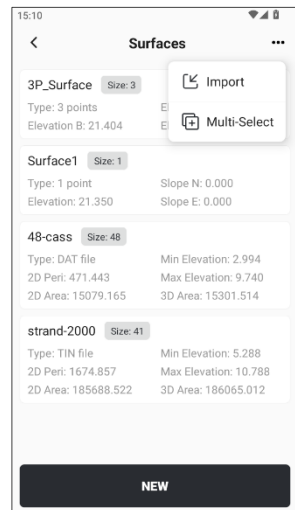 15:10
Surfaces
3P_Surface Size: 3
Import
Type: 3 points
Elevation B: 21.404
Multi-Select
Surface1 Size: 1
Type: 1 point Slope N: 0.000
Elevation: 21.350 Slope E: 0.000
48-cass Size: 48
Type: DAT file Min Elevation: 2.994
2D Peri: 471.443 Max Elevation: 9.740
2D Area: 15079.165 3D Area: 15301.514
strand-2000 Size: 41
Type: TIN file Min Elevation: 5.288
2D Peri: 1674.857 Max Elevation: 10.788
2D Area: 185688.522 3D Area: 186065.012
NEW